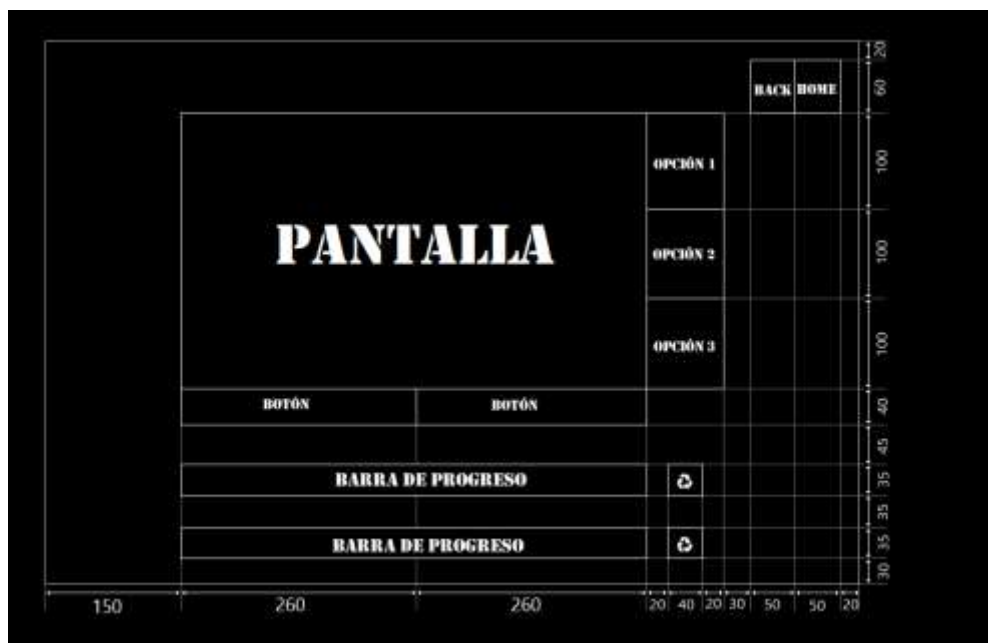 20
BACK HOME
60
OPCIÓN 1
100
PANTALLA
OPCIÓN 2
100
OPCIÓN 3
100
BOTÓN BOTÓN
40
45
BARRA DE PROGRESO
35
35
BARRA DE PROGRESO
35
30
150 260 260 20 40 20 30 50 50 20